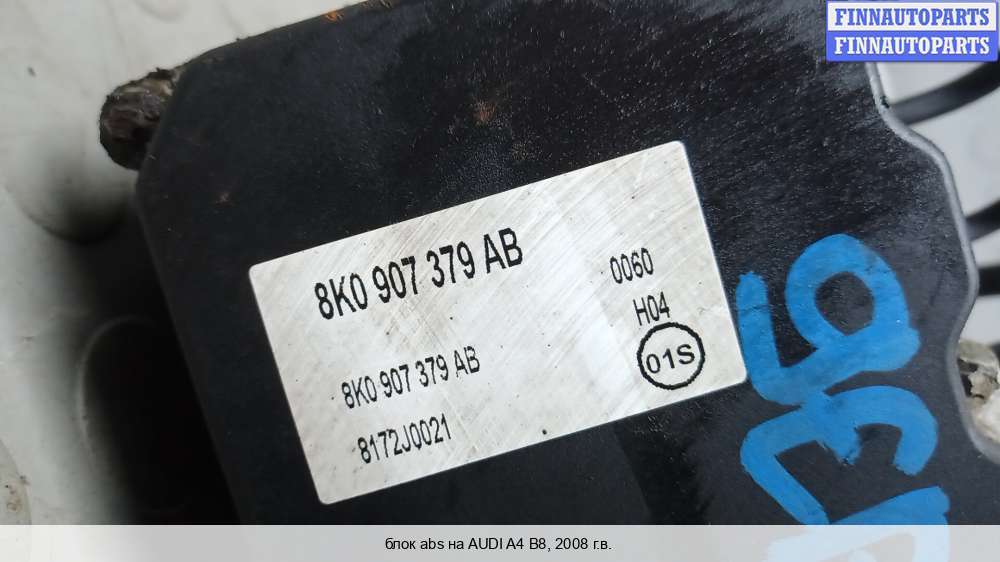 FINNAUTOPARTS
FINNAUTOPARTS
8K0 907 379 AB
0060
H04
01S
8K0 907 379 AB
8172J0021
блок abs на AUDI A4 B8, 2008 г.в.